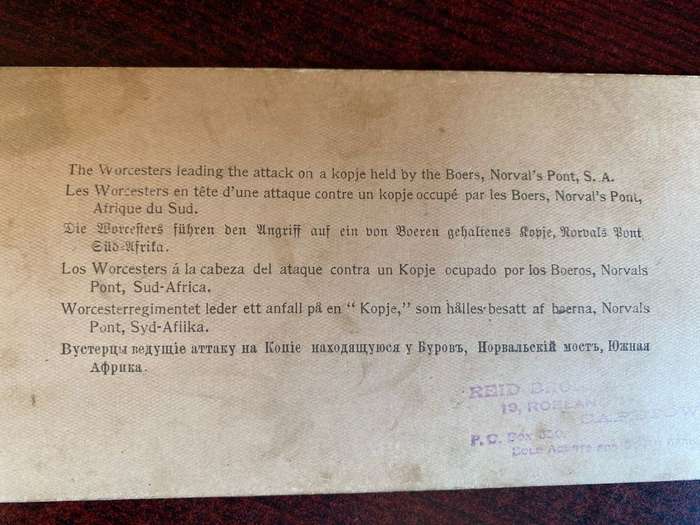 The Worcesters leading the attack on a kopje held by the Boers, Norval's Pont, S. A.
Les Worcesters en tête d'une attaque contre un kopje occupé par les Boers, Norval's Pont,
Afrique du Sud.
Die Worcesters führen den Angriff auf ein von Boeren gehaltenes Kopje, Norvals Pont,
Süd-Afrika.
Los Worcesters á la cabeza del ataque contra un Kopje ocupado por los Boeros, Norvals
Pont, Sud-Africa.
Worcesterregimentet leder ett anfall på en "Kopje," som hålles besatt af boerna, Norvals
Pont, Syd-Afiika.
Вустерцы ведущіе аттаку на Копіе находящуюся у Буровъ, Норвальскій мостъ, Южная
Африка.
REID
19,
P. O. Box